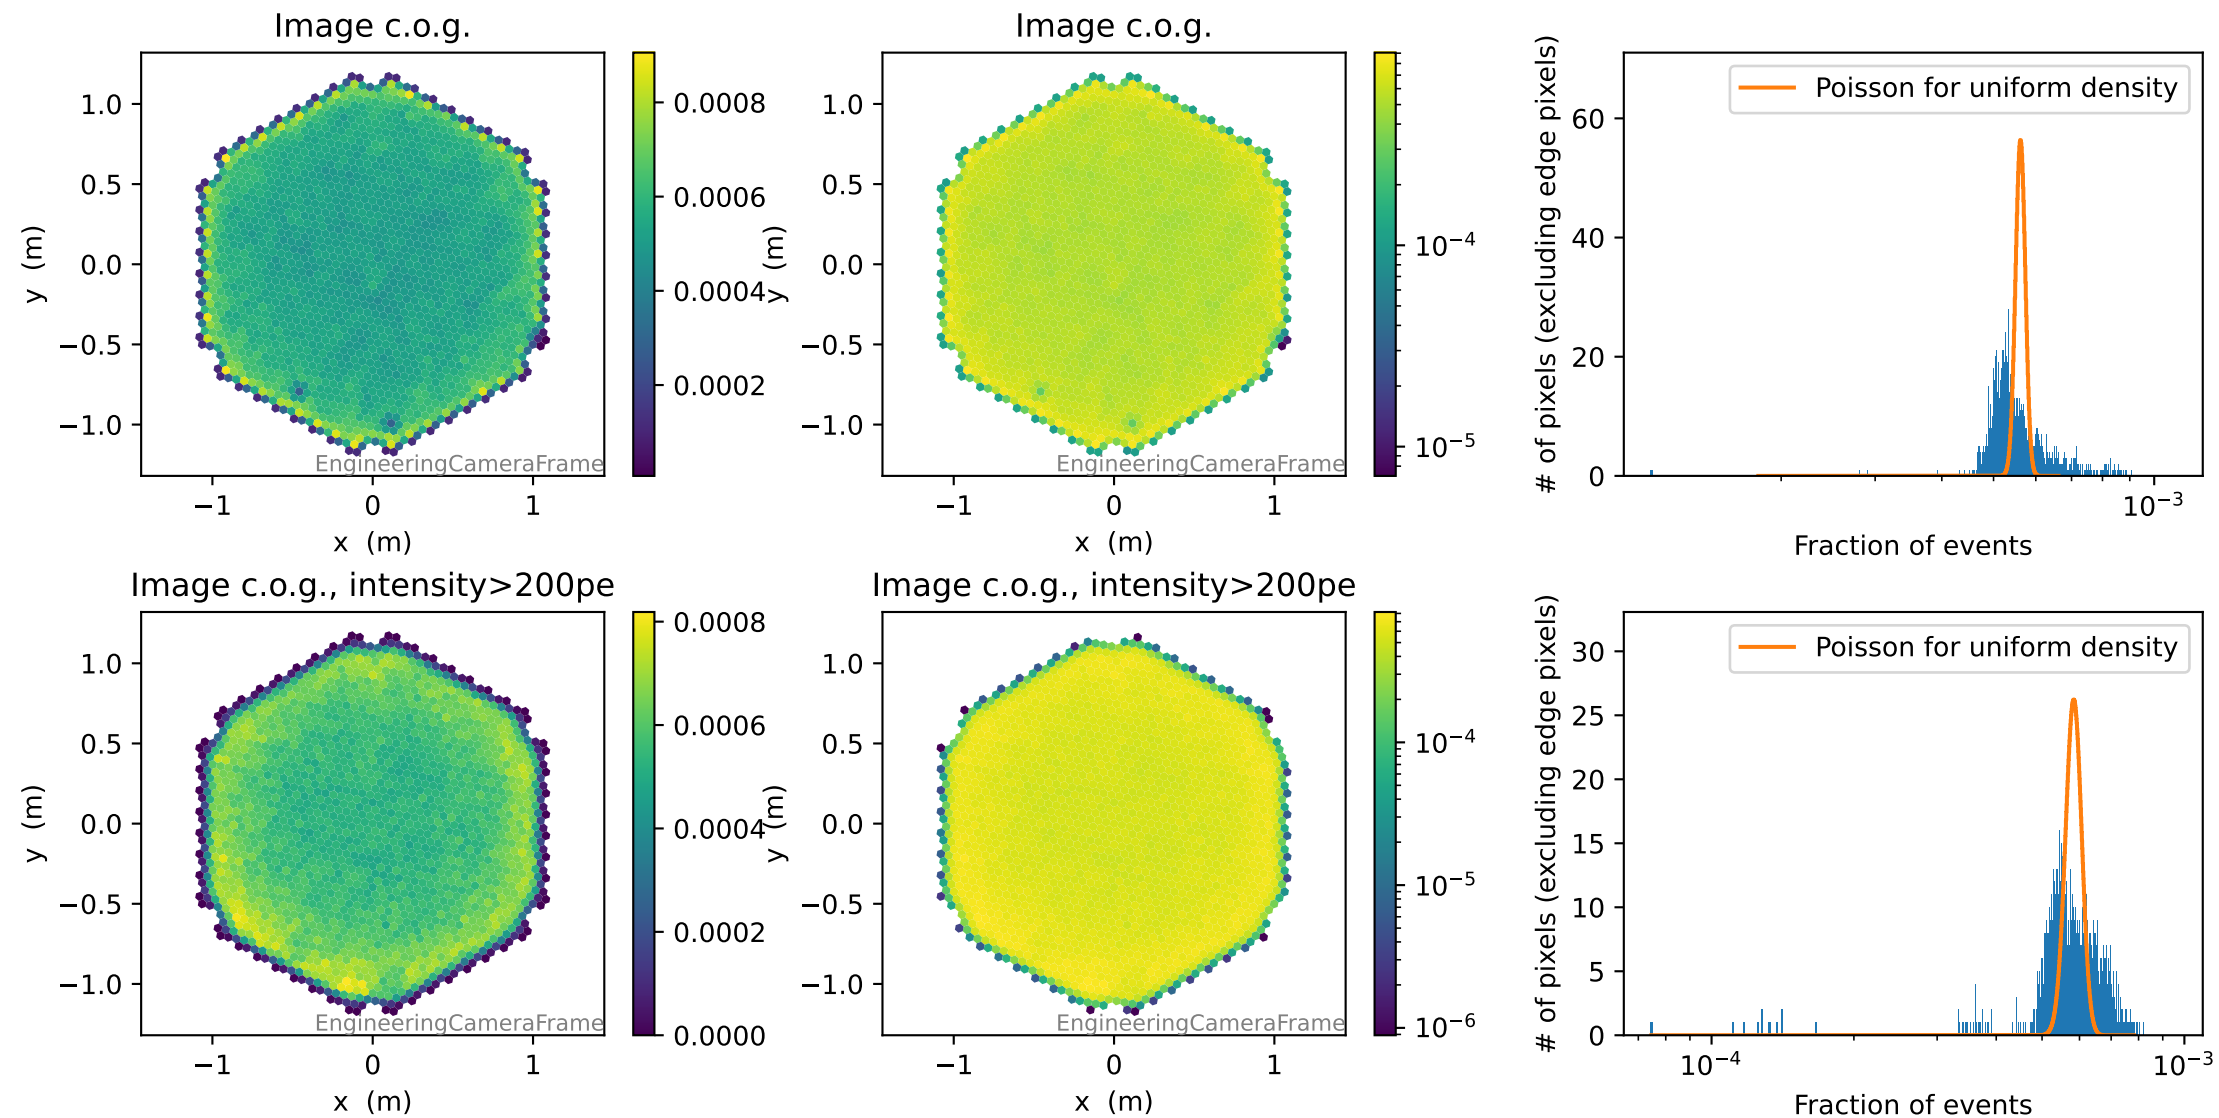 Image c.o.g.
1.0
0.5
0.0
−0.5
−1.0
y (m)
−1 0 1
x (m)
EngineeringCameraFrame
0.0008
0.0006
0.0004
0.0002
Image c.o.g.
1.0
0.5
0.0
−0.5
−1.0
y (m)
−1 0 1
x (m)
EngineeringCameraFrame
10⁻⁴
10⁻⁵
# of pixels (excluding edge pixels)
60
40
20
0
Poisson for uniform density
10⁻³
Fraction of events
Image c.o.g., intensity>200pe
1.0
0.5
0.0
−0.5
−1.0
y (m)
−1 0 1
x (m)
EngineeringCameraFrame
0.0008
0.0006
0.0004
0.0002
0.0000
Image c.o.g., intensity>200pe
1.0
0.5
0.0
−0.5
−1.0
y (m)
−1 0 1
x (m)
EngineeringCameraFrame
10⁻⁴
10⁻⁵
10⁻⁶
# of pixels (excluding edge pixels)
30
25
20
15
10
5
0
Poisson for uniform density
10⁻⁴ 10⁻³
Fraction of events